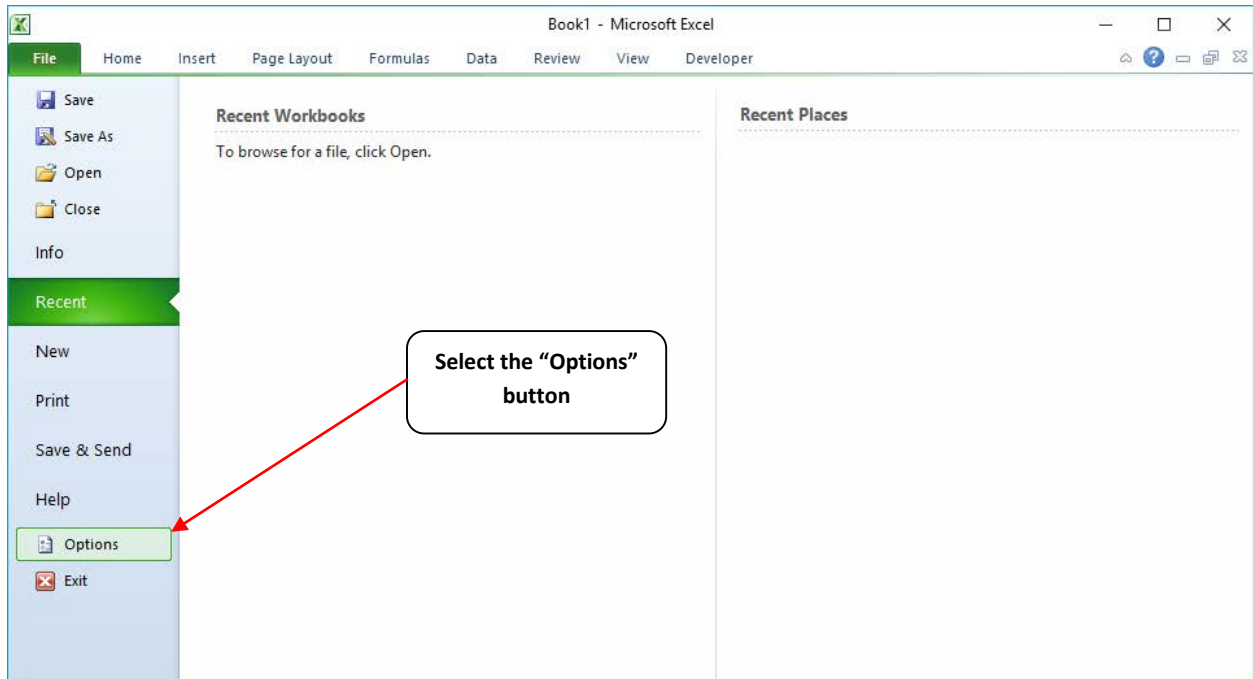 Book1 - Microsoft Excel
File Home Insert Page Layout Formulas Data Review View Developer
Save
Save As
Open
Close
Info
Recent
New
Print
Save & Send
Help
Options
Exit
Recent Workbooks
To browse for a file, click Open.
Recent Places
Select the “Options”
button